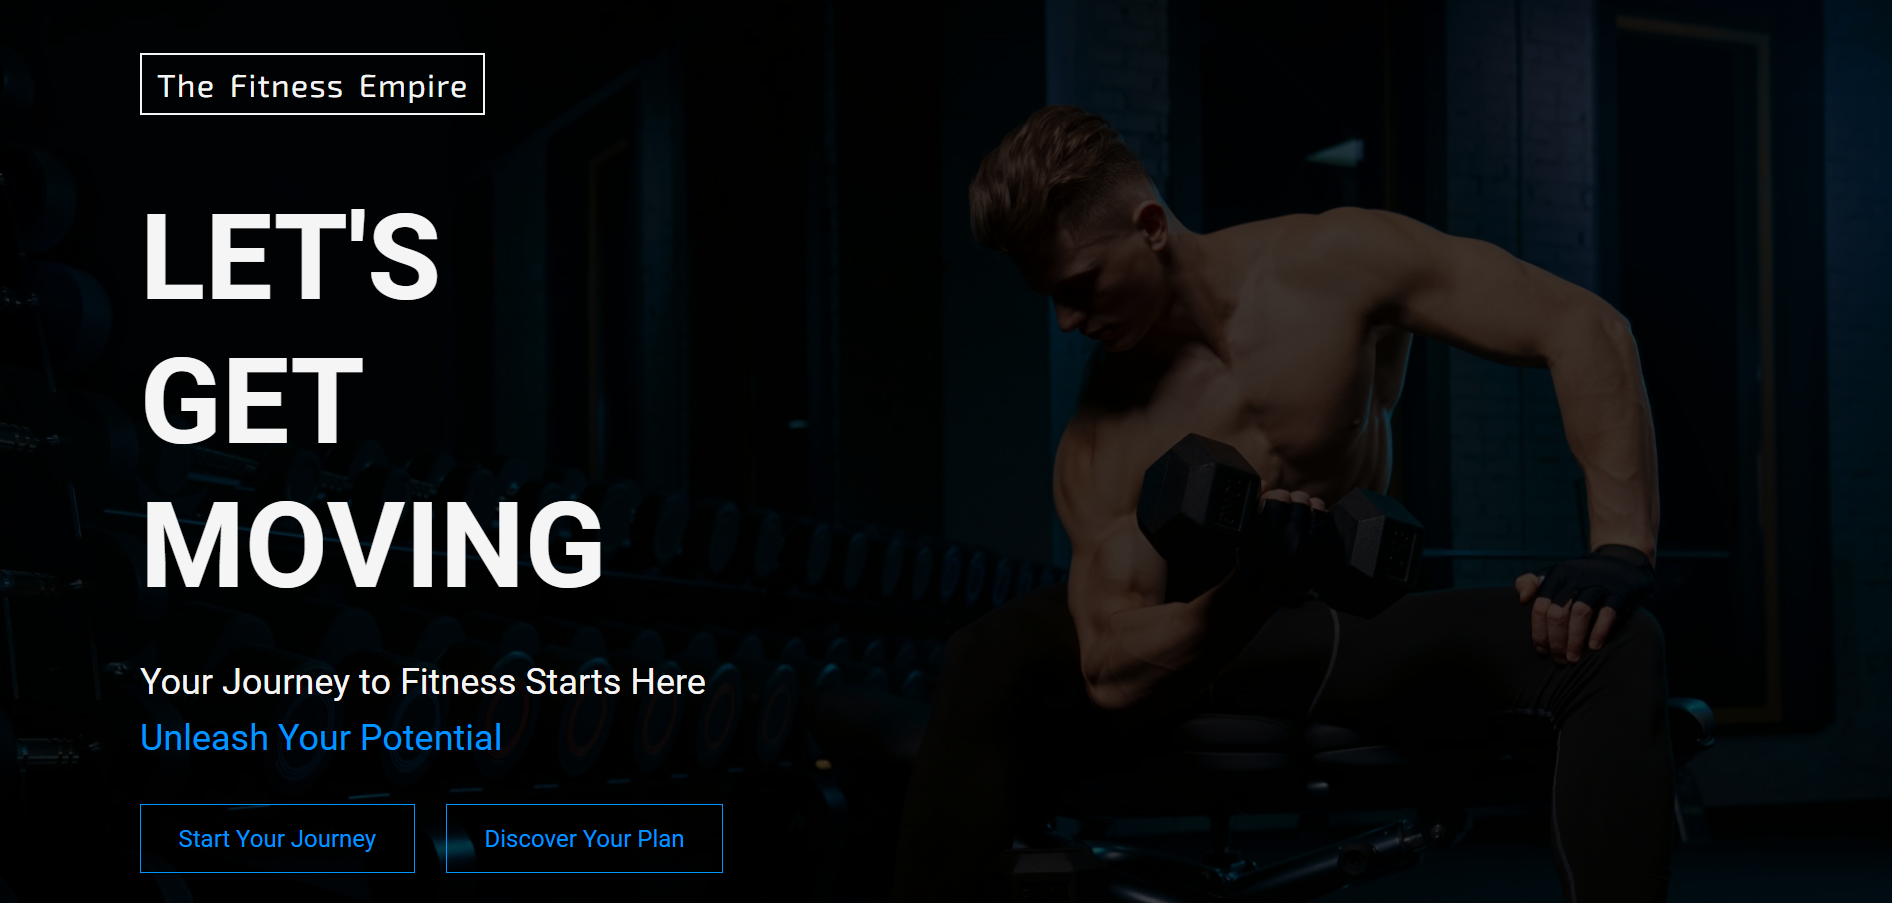 The Fitness Empire
LET'S
GET
MOVING
Your Journey to Fitness Starts Here
Unleash Your Potential
Start Your Journey
Discover Your Plan